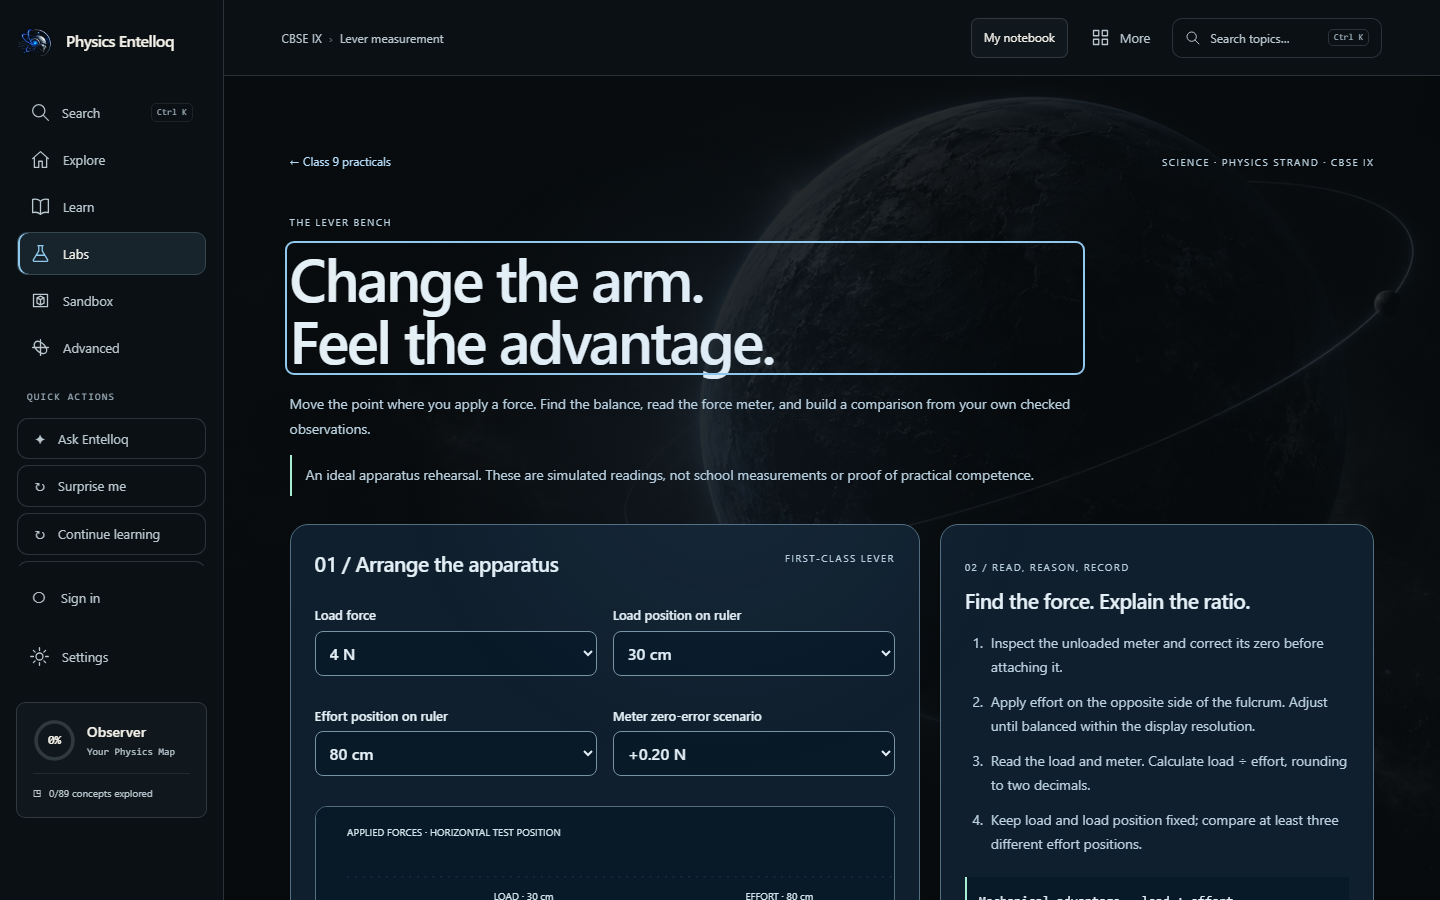 Physics Entelloq
Search Ctrl K
Explore
Learn
Labs
Sandbox
Advanced
QUICK ACTIONS
✦ Ask Entelloq
↻ Surprise me
↻ Continue learning
Sign in
Settings
0% Observer
Your Physics Map
0/89 concepts explored
CBSE IX › Lever measurement
My notebook
More
Search topics... Ctrl K
← Class 9 practicals
SCIENCE · PHYSICS STRAND · CBSE IX
THE LEVER BENCH
Change the arm.
Feel the advantage.
Move the point where you apply a force. Find the balance, read the force meter, and build a comparison from your own checked
observations.
An ideal apparatus rehearsal. These are simulated readings, not school measurements or proof of practical competence.
01 / Arrange the apparatus
FIRST-CLASS LEVER
Load force
4 N
Load position on ruler
30 cm
Effort position on ruler
80 cm
Meter zero-error scenario
+0.20 N
APPLIED FORCES · HORIZONTAL TEST POSITION
LOAD · 30 cm
EFFORT · 80 cm
02 / READ, REASON, RECORD
Find the force. Explain the ratio.
1. Inspect the unloaded meter and correct its zero before
attaching it.
2. Apply effort on the opposite side of the fulcrum. Adjust
until balanced within the display resolution.
3. Read the load and meter. Calculate load ÷ effort, rounding
to two decimals.
4. Keep load and load position fixed; compare at least three
different effort positions.